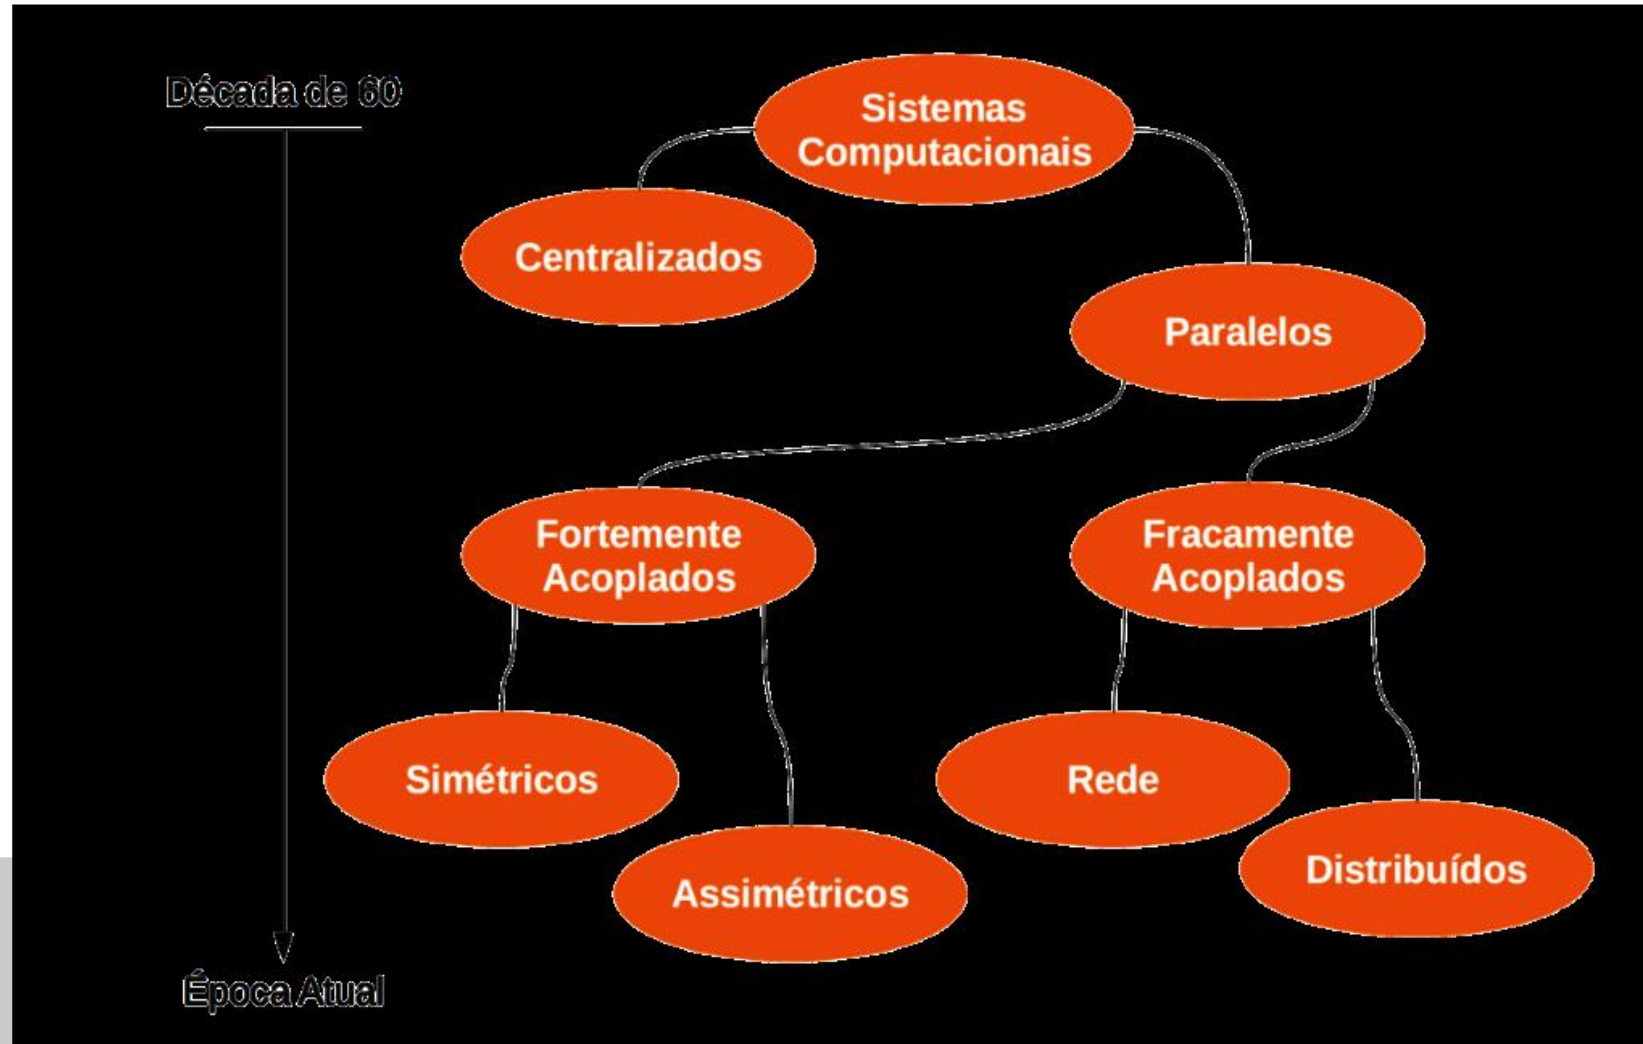 Década de 60
Sistemas
Computacionais
Centralizados
Paralelos
Fortemente
Acoplados
Fracamente
Acoplados
Simétricos
Rede
Assimétricos
Distribuídos
Época Atual